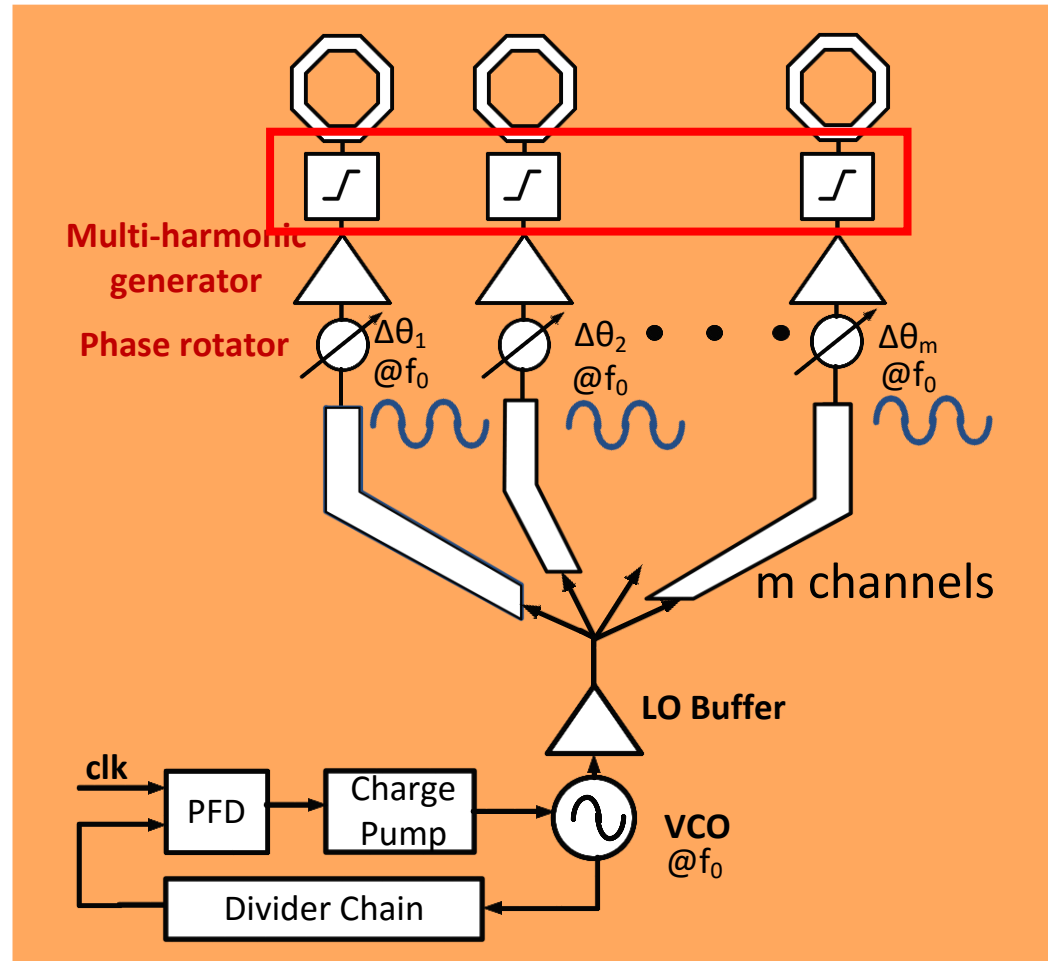 Multi-harmonic
generator
Phase rotator
Δθ₁
@f₀
Δθ₂
@f₀
Δθₘ
@f₀
m channels
LO Buffer
clk
PFD
Charge
Pump
VCO
@f₀
Divider Chain